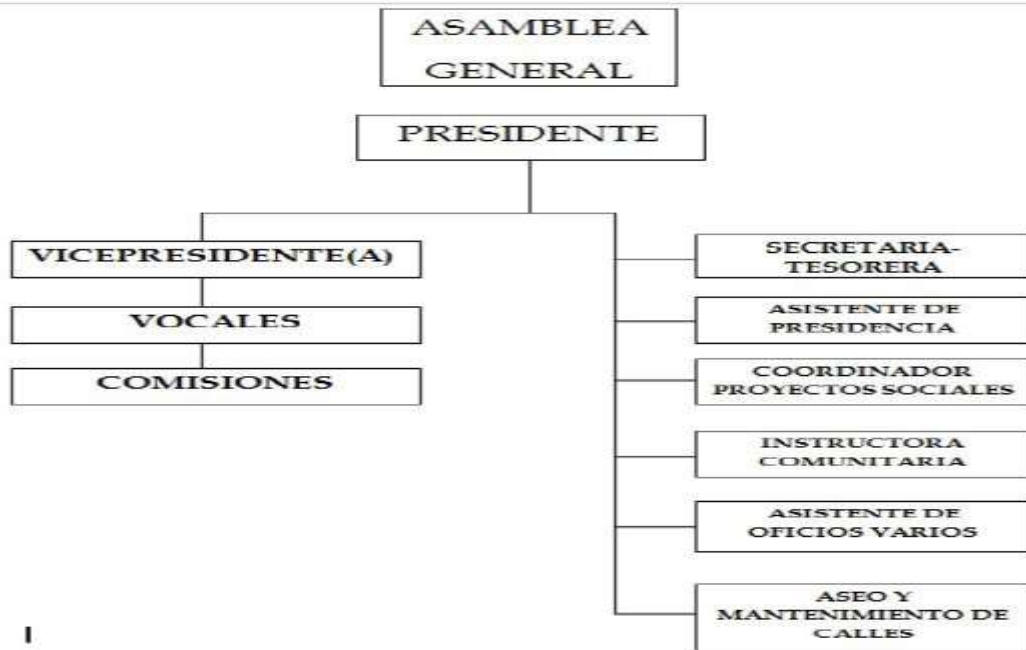 ASAMBLEA
GENERAL
PRESIDENTE
VICEPRESIDENTE(A)
VOCALES
COMISIONES
SECRETARIA-
TESORERA
ASISTENTE DE
PRESIDENCIA
COORDINADOR
PROYECTOS SOCIALES
INSTRUCTORA
COMUNITARIA
ASISTENTE DE
OFICIOS VARIOS
ASEO Y
MANTENIMIENTO DE
CALLES
I